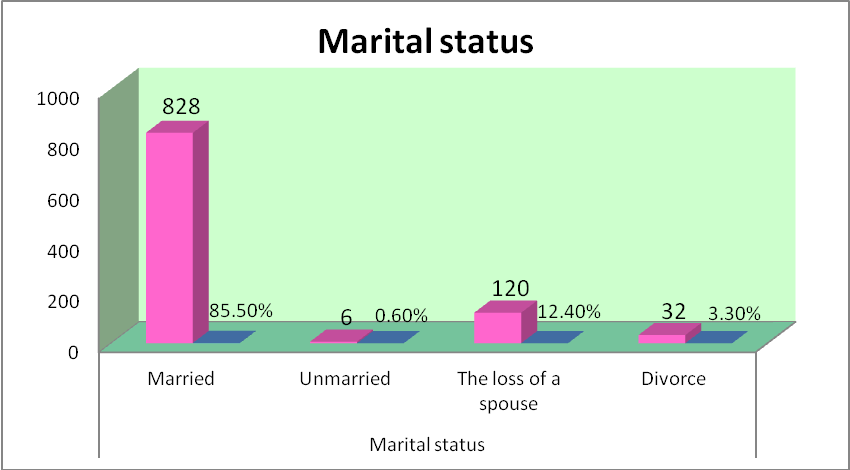 Marital status
1000
800
600
400
200
0
828
85.50%
6
0.60%
120
12.40%
32
3.30%
Married
Unmarried
The loss of a
spouse
Divorce
Marital status